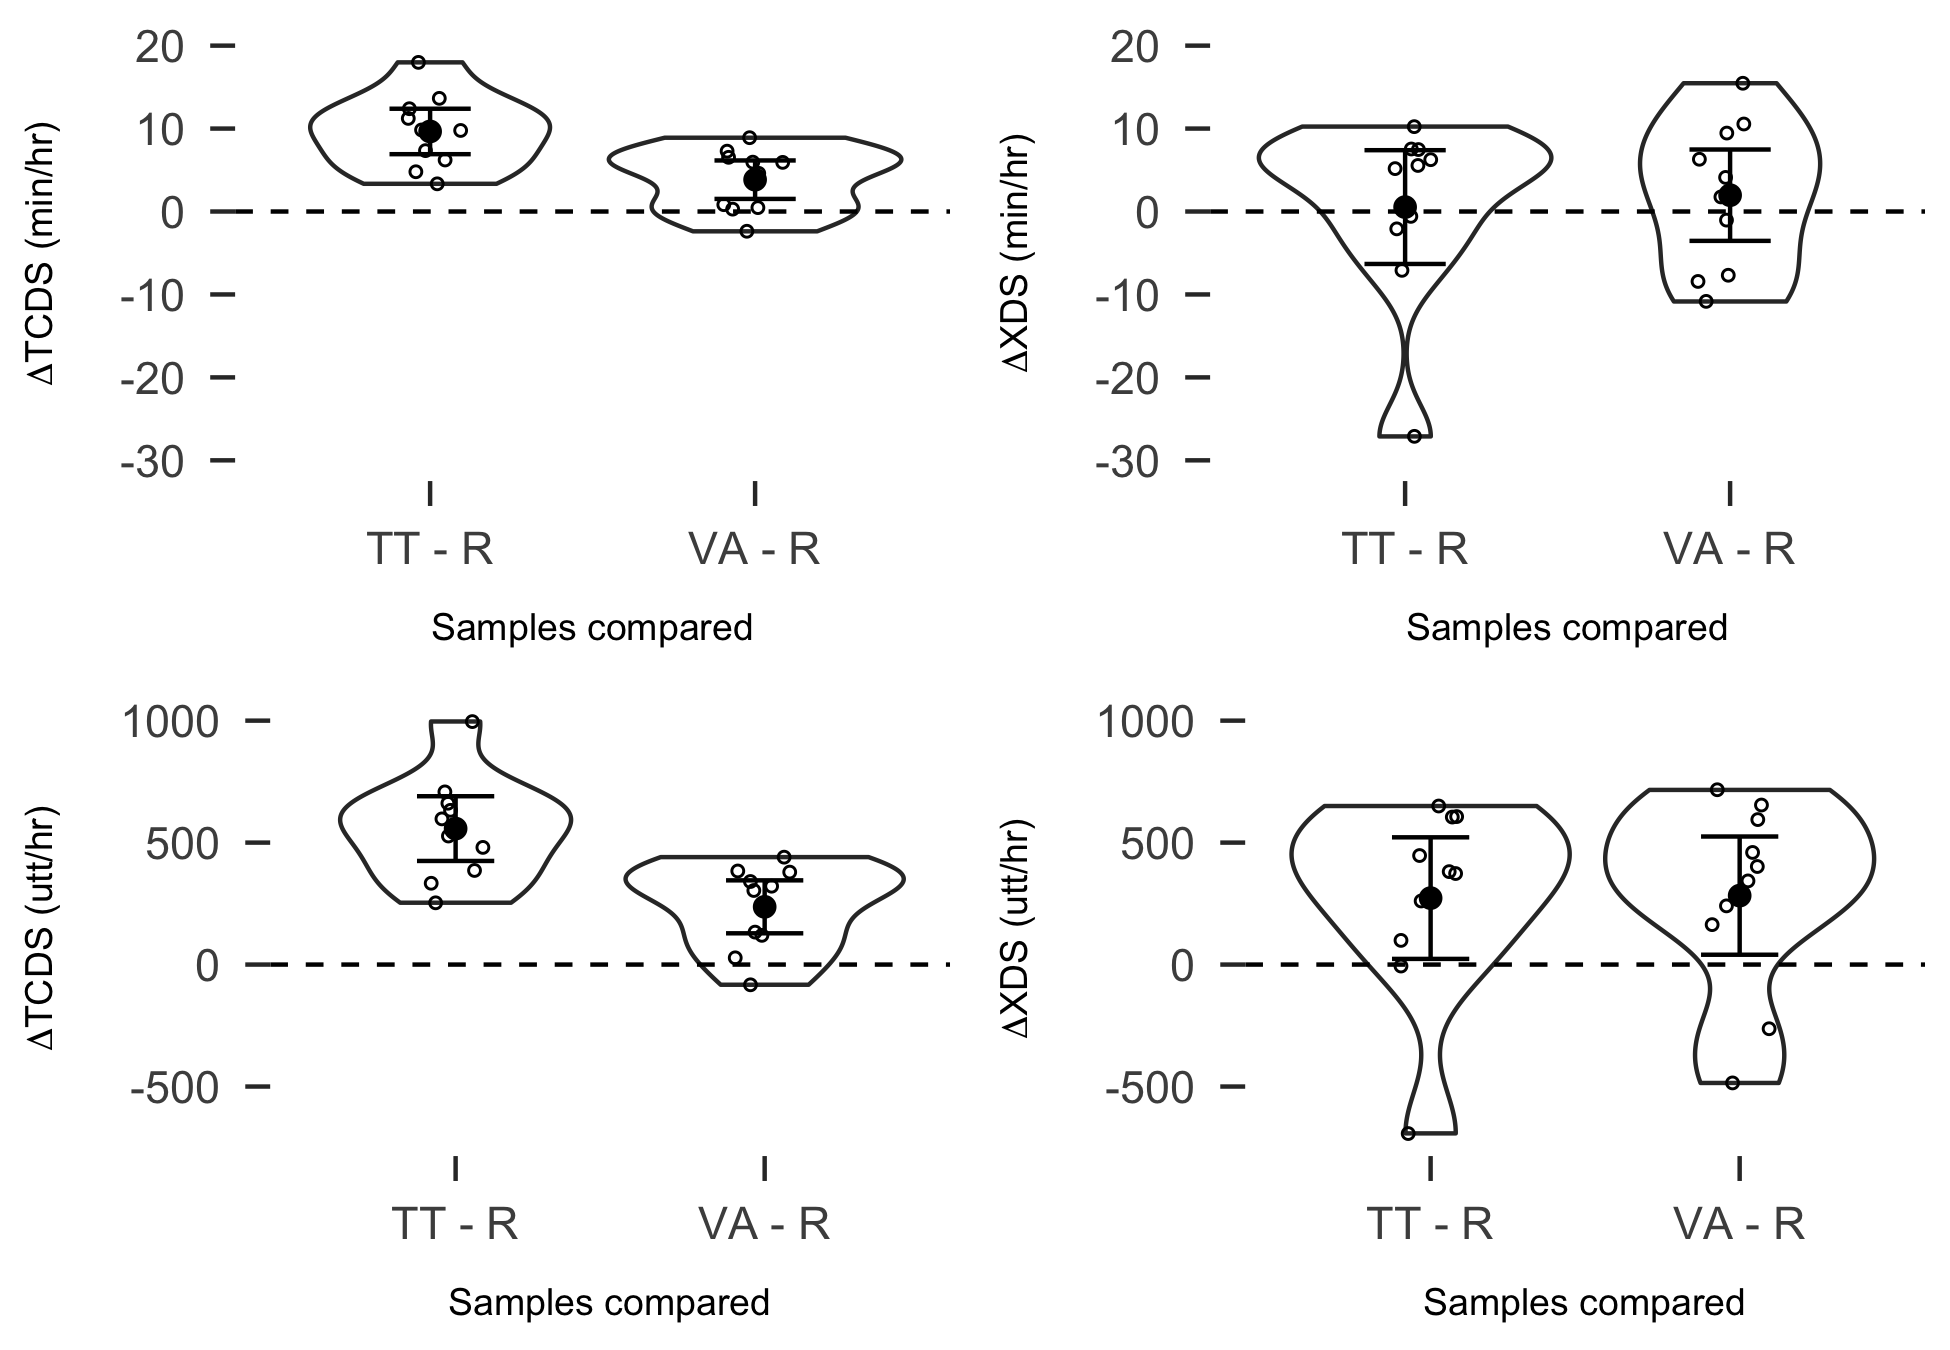 ΔTCDS (min/hr)
20
10
0
-10
-20
-30
TT - R
VA - R
Samples compared
ΔXDS (min/hr)
20
10
0
-10
-20
-30
TT - R
VA - R
Samples compared
ΔTCDS (utt/hr)
1000
500
0
-500
TT - R
VA - R
Samples compared
ΔXDS (utt/hr)
1000
500
0
-500
TT - R
VA - R
Samples compared